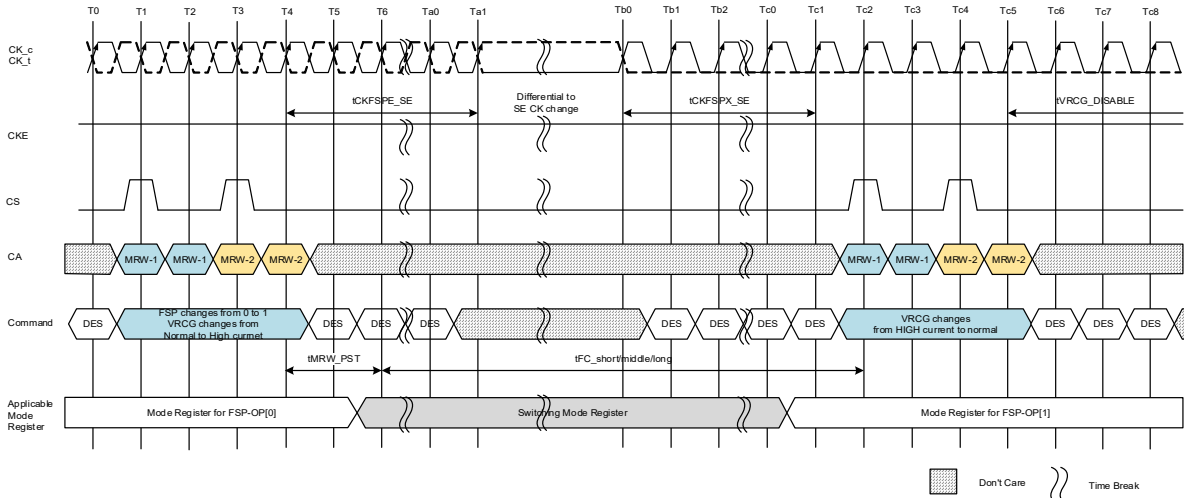 T0 T1 T2 T3 T4 T5 T6 Ta0 Ta1 Tb0 Tb1 Tb2 Tc0 Tc1 Tc2 Tc3 Tc4 Tc5 Tc6 Tc7 Tc8
CK_c
CK_t
tCKFSPE_SE
Differential to
SE CK change
tCKFSPX_SE
tVRCG_DISABLE
CKE
CS
CA
MRW-1 MRW-1 MRW-2 MRW-2 MRW-1 MRW-1 MRW-2 MRW-2
Command
DES
FSP changes from 0 to 1
VRCG changes from
Normal to High curmet
DES DES DES DES DES DES DES
VRCG changes
from HIGH current to normal
DES DES DES
tMRW_PST
tFC_short/middle/long
Applicable
Mode
Register
Mode Register for FSP-OP[0]
Switching Mode Register
Mode Register for FSP-OP[1]
Don't Care
Time Break